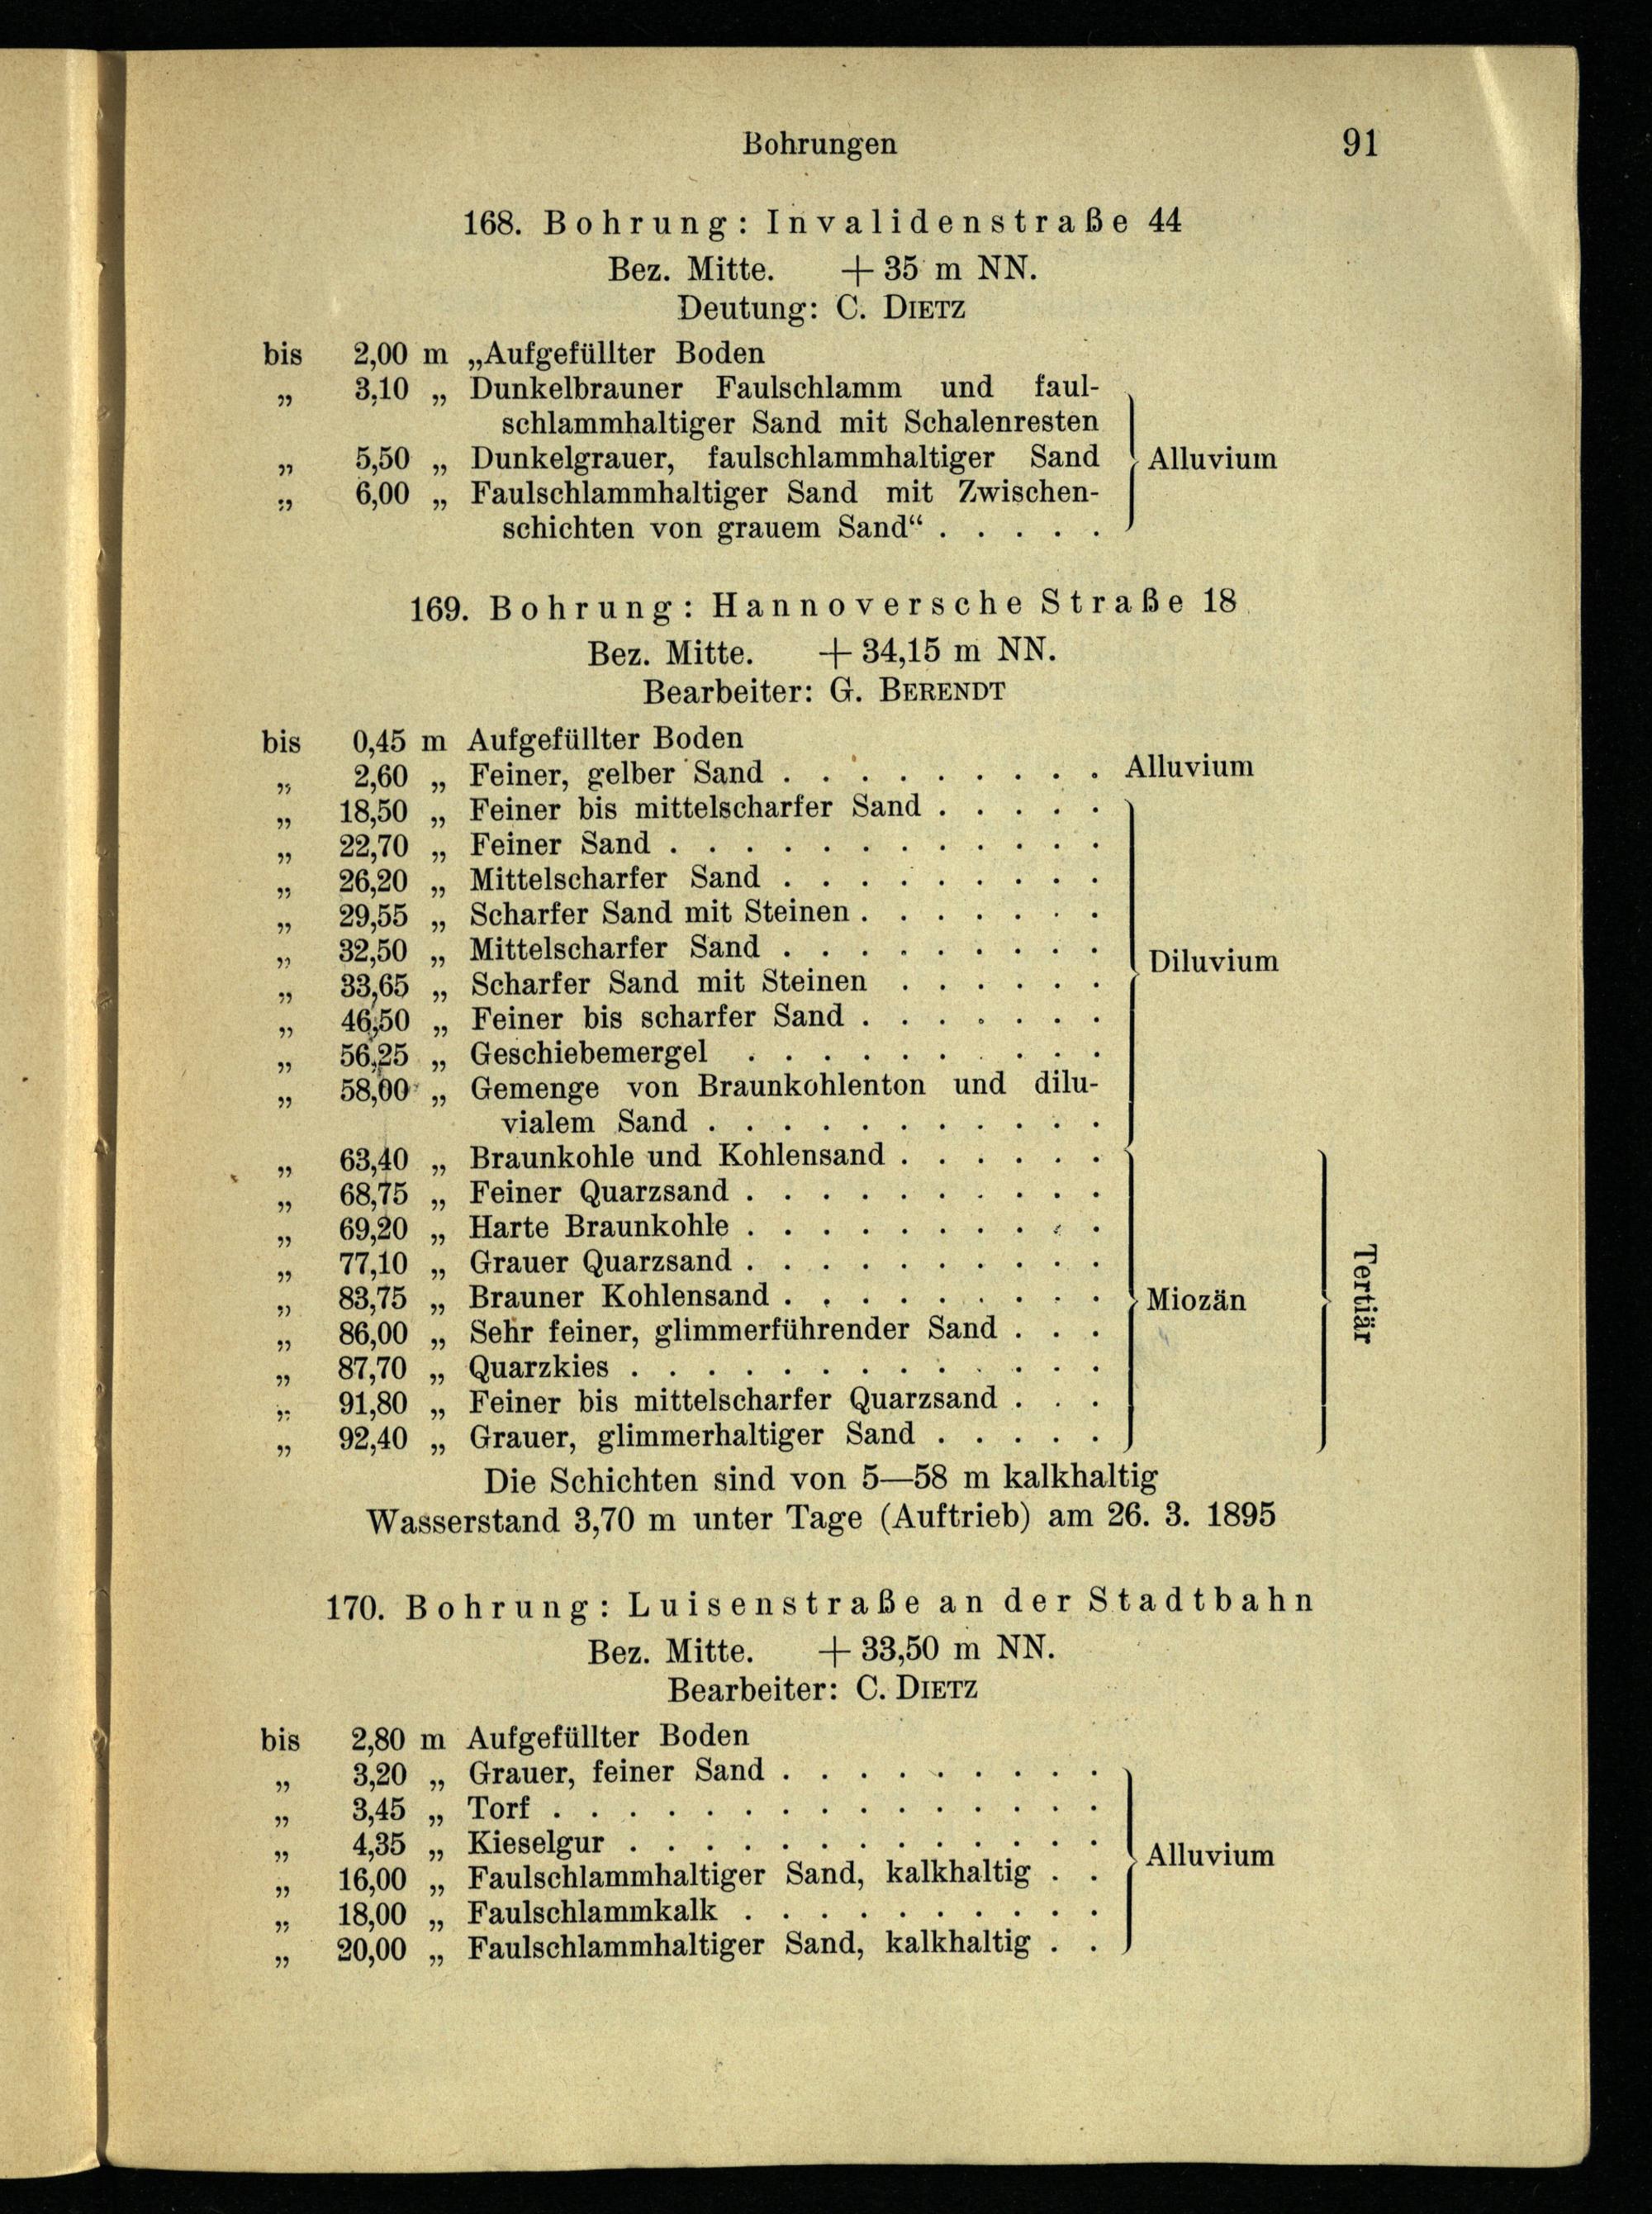 Bohrungen 91
168. Bohrung: Invalidenstraße 44
Bez. Mitte. + 35 m NN.
Deutung: C. DIETZ
bis 2,00 m „Aufgefüllter Boden
„ 3,10 „ Dunkelbrauner Faulschlamm und faul-
schlammhaltiger Sand mit Schalenresten
„ 5,50 „ Dunkelgrauer, faulschlammhaltiger Sand Alluvium
„ 6,00 „ Faulschlammhaltiger Sand mit Zwischen-
schichten von grauem Sand“ . . . . .
169. Bohrung: Hannoversche Straße 18
Bez. Mitte. + 34,15 m NN.
Bearbeiter: G. BERENDT
bis 0,45 m Aufgefüllter Boden
„ 2,60 „ Feiner, gelber Sand . . . . . . . . . Alluvium
„ 18,50 „ Feiner bis mittelscharfer Sand . . . . .
„ 22,70 „ Feiner Sand . . . . . . . . . . . .
„ 26,20 „ Mittelscharfer Sand . . . . . . . . .
„ 29,55 „ Scharfer Sand mit Steinen . . . . . . .
„ 32,50 „ Mittelscharfer Sand . . . . . . . . .
Diluvium
„ 33,65 „ Scharfer Sand mit Steinen . . . . . .
„ 46,50 „ Feiner bis scharfer Sand . . . . . . .
„ 56,25 „ Geschiebemergel . . . . . . . . . .
„ 58,00 „ Gemenge von Braunkohlenton und dilu-
vialem Sand . . . . . . . . . . .
„ 63,40 „ Braunkohle und Kohlensand . . . . . .
„ 68,75 „ Feiner Quarzsand . . . . . . . . . .
„ 69,20 „ Harte Braunkohle . . . . . . . . . .
„ 77,10 „ Grauer Quarzsand . . . . . . . . . .
„ 83,75 „ Brauner Kohlensand . . . . . . . . . Miozän Tertiär
„ 86,00 „ Sehr feiner, glimmerführender Sand . . .
„ 87,70 „ Quarzkies . . . . . . . . . . . . .
„ 91,80 „ Feiner bis mittelscharfer Quarzsand . . .
„ 92,40 „ Grauer, glimmerhaltiger Sand . . . . .
Die Schichten sind von 5—58 m kalkhaltig
Wasserstand 3,70 m unter Tage (Auftrieb) am 26. 3. 1895
170. Bohrung: Luisenstraße an der Stadtbahn
Bez. Mitte. + 33,50 m NN.
Bearbeiter: C. DIETZ
bis 2,80 m Aufgefüllter Boden
„ 3,20 „ Grauer, feiner Sand . . . . . . . . .
„ 3,45 „ Torf . . . . . . . . . . . . . . .
„ 4,35 „ Kieselgur . . . . . . . . . . . . .
Alluvium
„ 16,00 „ Faulschlammhaltiger Sand, kalkhaltig . .
„ 18,00 „ Faulschlammkalk . . . . . . . . . .
„ 20,00 „ Faulschlammhaltiger Sand, kalkhaltig . .